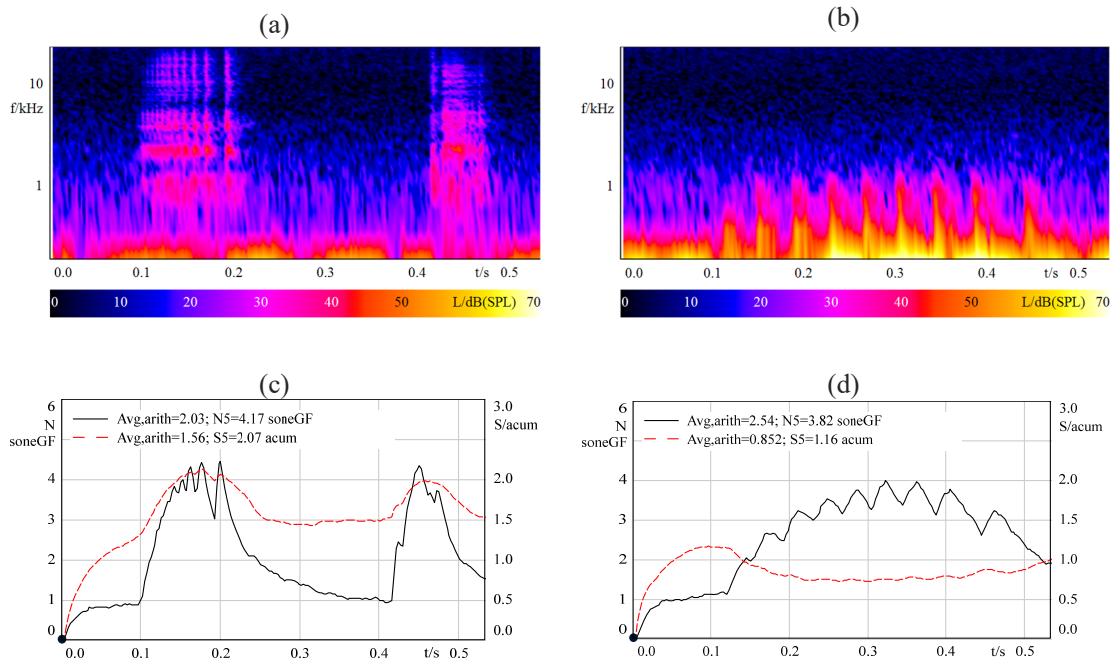 (a)
10
f/kHz
1
0.0 0.1 0.2 0.3 0.4 t/s 0.5
0 10 20 30 40 50 L/dB(SPL) 70
(b)
10
f/kHz
1
0.0 0.1 0.2 0.3 0.4 t/s 0.5
0 10 20 30 40 50 L/dB(SPL) 70
(c)
6
N
soneGF
4
3
2
1
0
Avg,arith=2.03; N5=4.17 soneGF
Avg,arith=1.56; S5=2.07 acum
3.0
S/acum
2.0
1.5
1.0
0.5
0.0
0.0 0.1 0.2 0.3 0.4 t/s 0.5
(d)
6
N
soneGF
4
3
2
1
0
Avg,arith=2.54; N5=3.82 soneGF
Avg,arith=0.852; S5=1.16 acum
3.0
S/acum
2.0
1.5
1.0
0.5
0.0
0.0 0.1 0.2 0.3 0.4 t/s 0.5